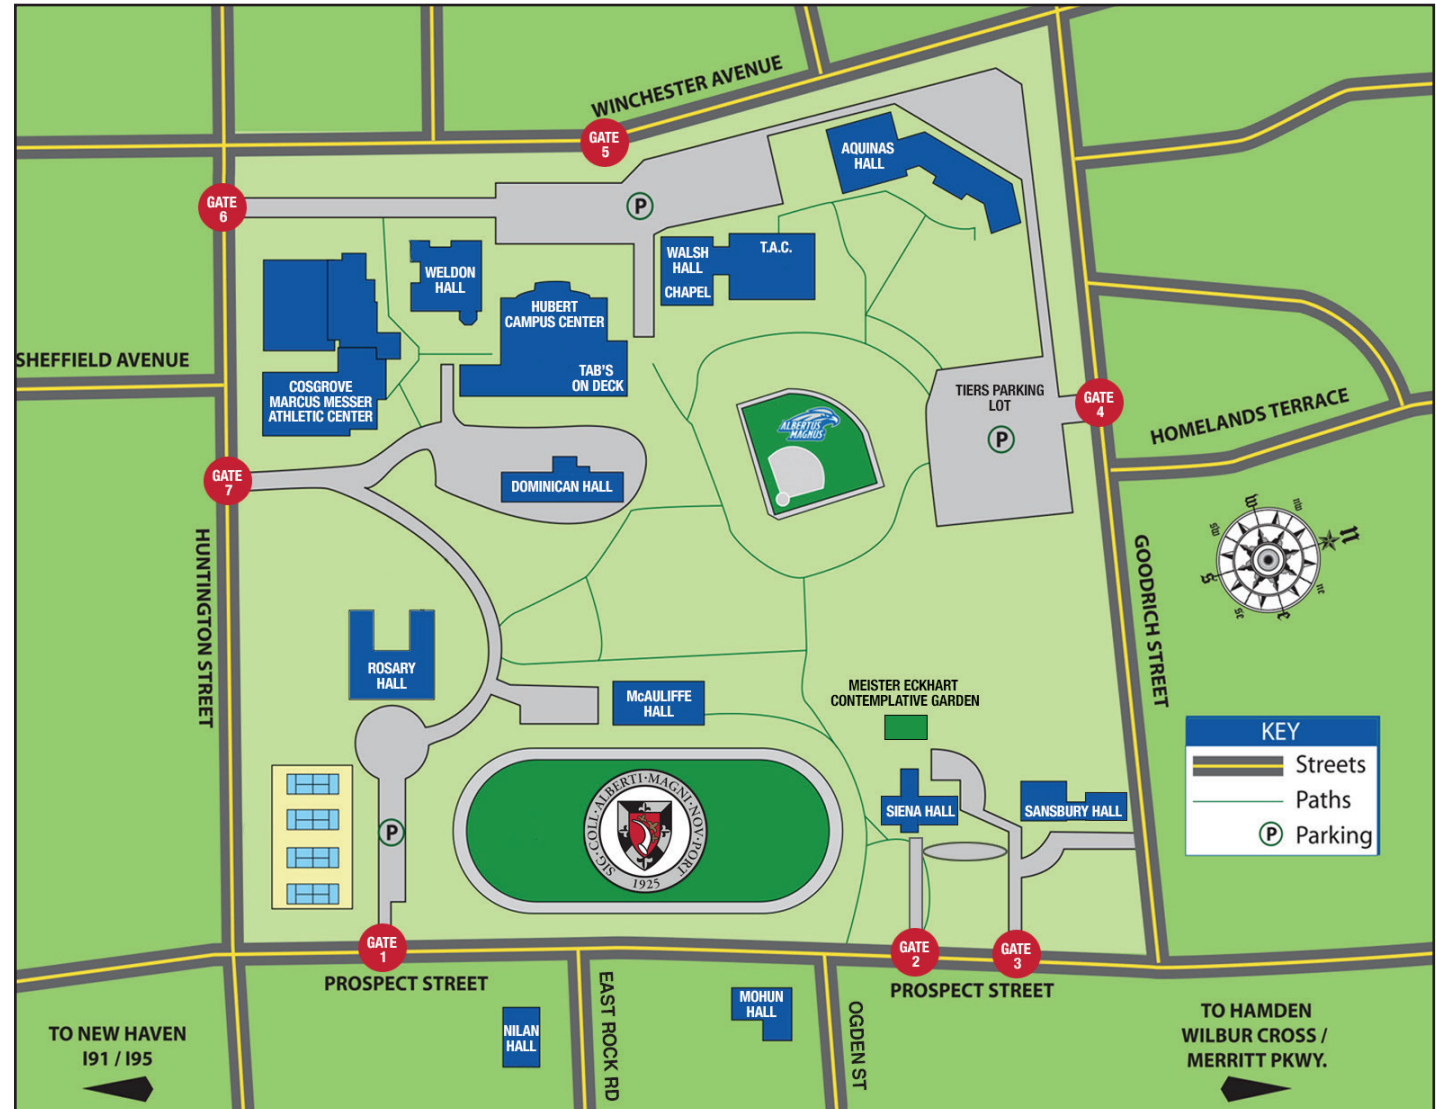 WINCHESTER AVENUE
GATE
5
AQUINAS
HALL
GATE
6
P
WALSH
HALL
CHAPEL
T.A.C.
WELDON
HALL
HUBERT
CAMPUS CENTER
TAB'S
ON DECK
SHEFFIELD AVENUE
COSGROVE
MARCUS MESSER
ATHLETIC CENTER
TIERS PARKING
LOT
P
GATE
4
HOMELANDS TERRACE
ALBERTUS
MAGNUS
GATE
7
DOMINICAN HALL
HUNTINGTON STREET
GOODRICH STREET
N
nw
w
sw
S
se
e
ne
ROSARY
HALL
McAULIFFE
HALL
MEISTER ECKHART
CONTEMPLATIVE GARDEN
KEY
Streets
Paths
P Parking
SIENA HALL
SANSBURY HALL
P
SIG·COLL·ALBERTI·MAGNI·NOV·PORT
1925
GATE
1
GATE
2
GATE
3
PROSPECT STREET
PROSPECT STREET
EAST ROCK RD
OGDEN ST
MOHUN
HALL
NILAN
HALL
TO NEW HAVEN
I91 / I95
TO HAMDEN
WILBUR CROSS /
MERRITT PKWY.